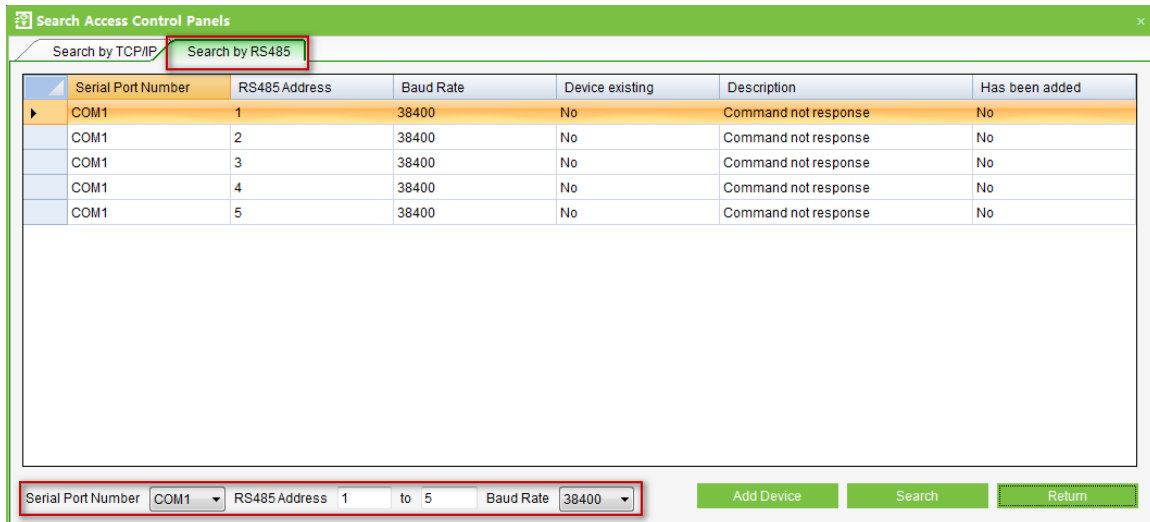 Search Access Control Panels ×
Search by TCP/IP Search by RS485
Serial Port Number RS485 Address Baud Rate Device existing Description Has been added
COM1 1 38400 No Command not response No
COM1 2 38400 No Command not response No
COM1 3 38400 No Command not response No
COM1 4 38400 No Command not response No
COM1 5 38400 No Command not response No
Serial Port Number COM1 RS485 Address 1 to 5 Baud Rate 38400 Add Device Search Return